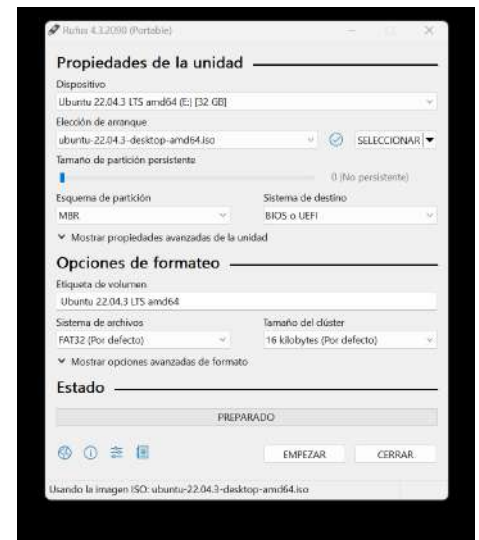 Rufus 4.3.2090 (Portable)
Propiedades de la unidad
Dispositivo
Ubuntu 22.04.3 LTS amd64 (E:) [32 GB]
Elección de arranque
ubuntu-22.04.3-desktop-amd64.iso
SELECCIONAR
Tamaño de partición persistente
0 (No persistente)
Esquema de partición
Sistema de destino
MBR
BIOS o UEFI
Mostrar propiedades avanzadas de la unidad
Opciones de formateo
Etiqueta de volumen
Ubuntu 22.04.3 LTS amd64
Sistema de archivos
Tamaño del clúster
FAT32 (Por defecto)
16 kilobytes (Por defecto)
Mostrar opciones avanzadas de formato
Estado
PREPARADO
EMPEZAR
CERRAR
Usando la imagen ISO: ubuntu-22.04.3-desktop-amd64.iso